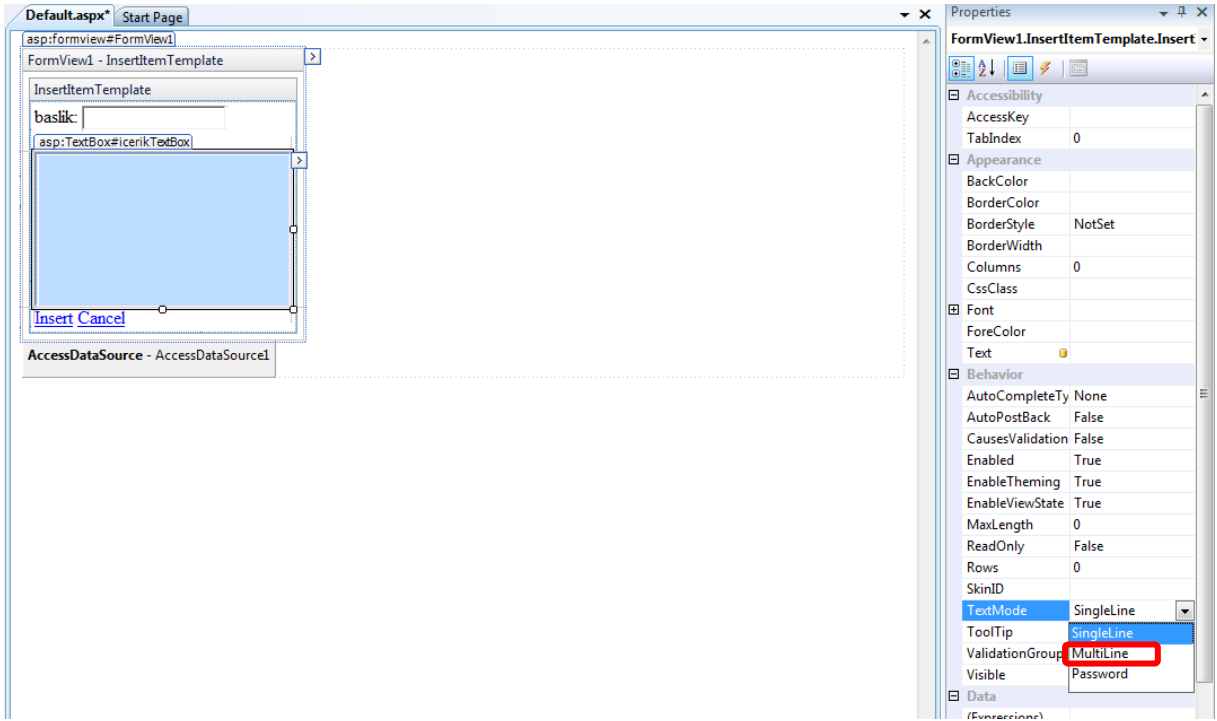 Default.aspx* Start Page
asp:formview#FormView1
FormView1 - InsertItemTemplate
InsertItemTemplate
baslik:
asp:TextBox#icerikTextBox
Insert Cancel
AccessDataSource - AccessDataSource1
Properties
FormView1.InsertItemTemplate.Insert
Accessibility
AccessKey
TabIndex 0
Appearance
BackColor
BorderColor
BorderStyle NotSet
BorderWidth
Columns 0
CssClass
Font
ForeColor
Text
Behavior
AutoCompleteTy None
AutoPostBack False
CausesValidation False
Enabled True
EnableTheming True
EnableViewState True
MaxLength 0
ReadOnly False
Rows 0
SkinID
TextMode SingleLine
ToolTip SingleLine
ValidationGroup MultiLine
Visible Password
Data
(Expressions)